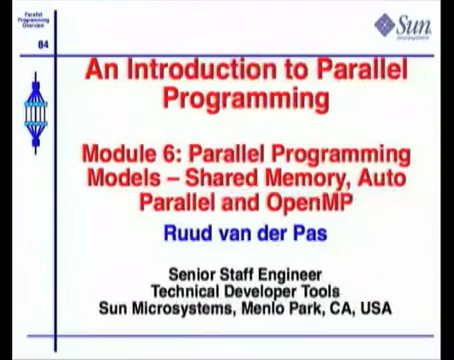 Parallel
Programming
Overview
84
Sun
microsystems
An Introduction to Parallel
Programming
Module 6: Parallel Programming
Models – Shared Memory, Auto
Parallel and OpenMP
Ruud van der Pas
Senior Staff Engineer
Technical Developer Tools
Sun Microsystems, Menlo Park, CA, USA